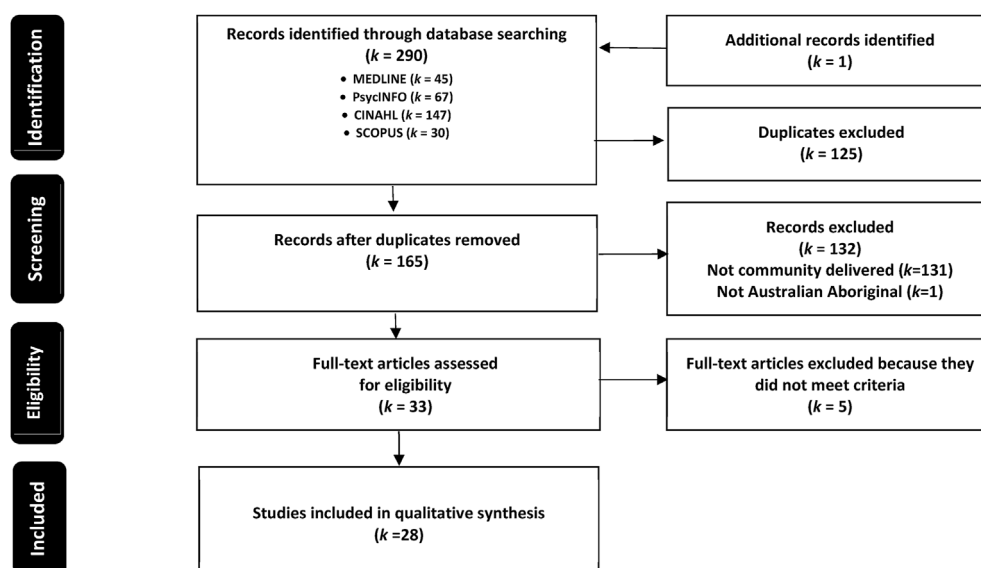 Identification
Records identified through database searching
(k = 290)
• MEDLINE (k = 45)
• PsycINFO (k = 67)
• CINAHL (k = 147)
• SCOPUS (k = 30)
Additional records identified
(k = 1)
Duplicates excluded
(k = 125)
Screening
Records after duplicates removed
(k = 165)
Records excluded
(k = 132)
Not community delivered (k=131)
Not Australian Aboriginal (k=1)
Eligibility
Full-text articles assessed
for eligibility
(k = 33)
Full-text articles excluded because they
did not meet criteria
(k = 5)
Included
Studies included in qualitative synthesis
(k =28)